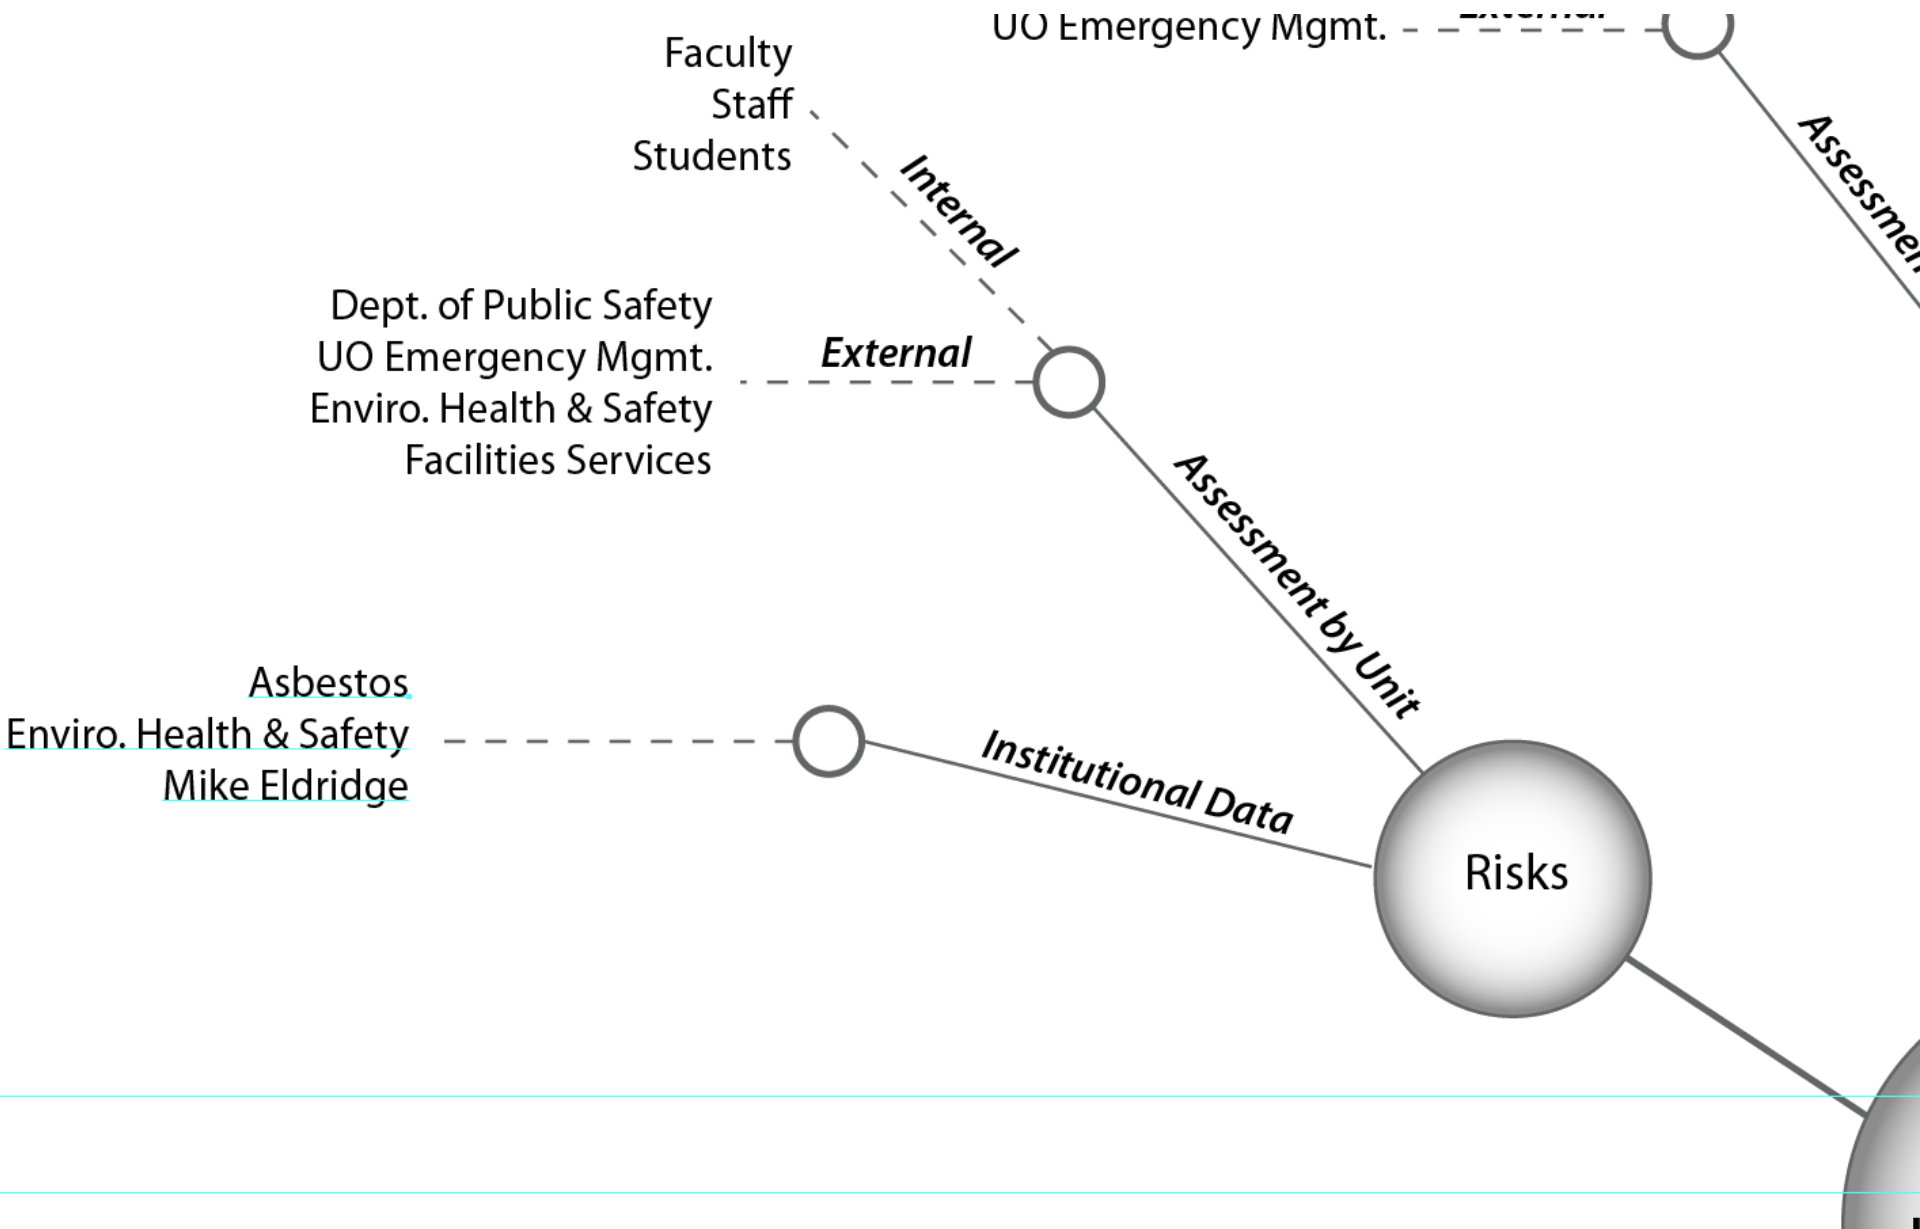 UO Emergency Mgmt.
External
Faculty
Staff
Students
Internal
Dept. of Public Safety
UO Emergency Mgmt.
Enviro. Health & Safety
Facilities Services
External
Assessment by Unit
Asbestos
Enviro. Health & Safety
Mike Eldridge
Institutional Data
Risks